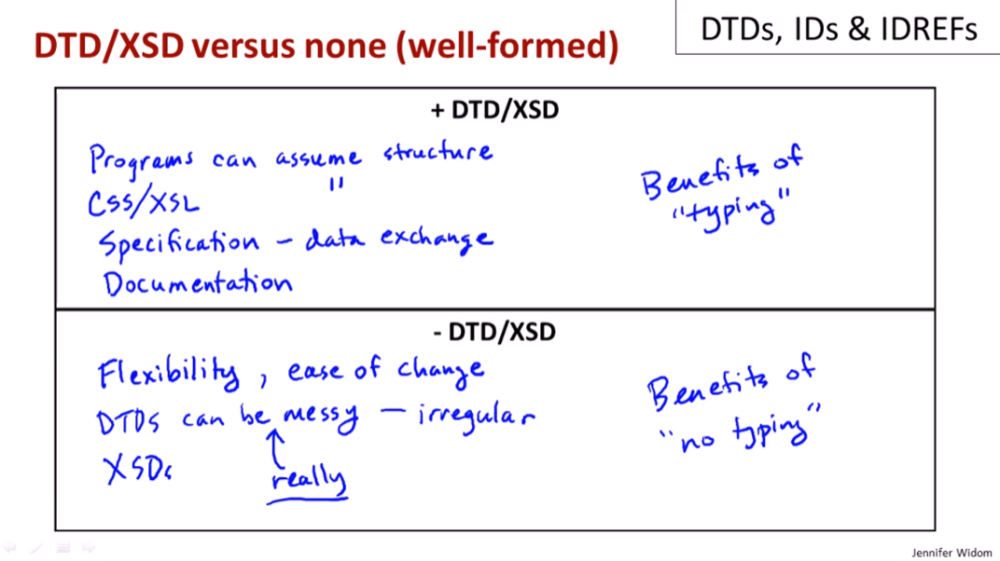 DTDs, IDs & IDREFs
DTD/XSD versus none (well-formed)
+ DTD/XSD
Programs can assume structure
CSS/XSL "
Specification – data exchange
Documentation
Benefits of
"typing"
- DTD/XSD
Flexibility, ease of change
DTDs can be messy – irregular
XSDs really
Benefits of
"no typing"
Jennifer Widom